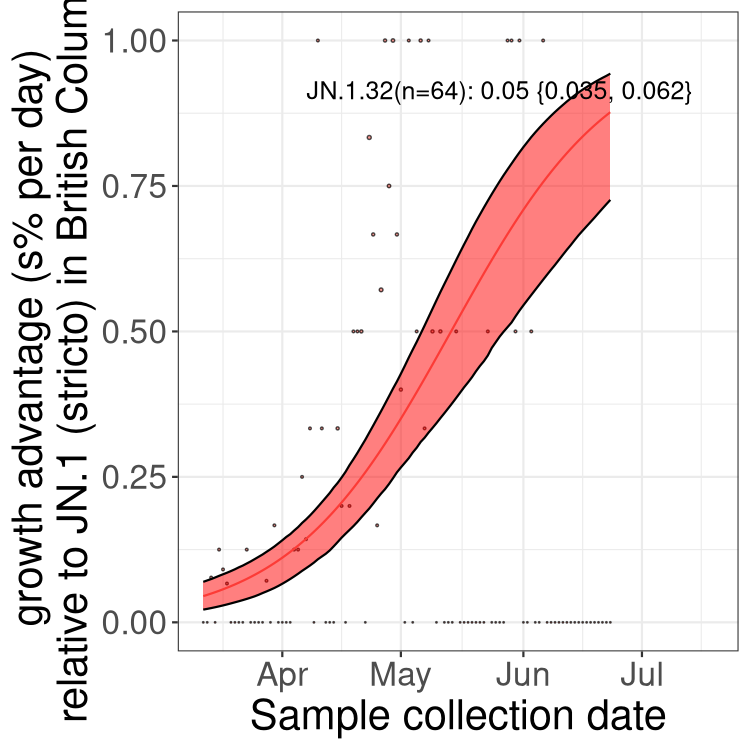 growth advantage (s% per day)
relative to JN.1 (stricto) in British Colum
1.00
0.75
0.50
0.25
0.00
JN.1.32(n=64): 0.05 {0.035, 0.062}
Apr May Jun Jul
Sample collection date